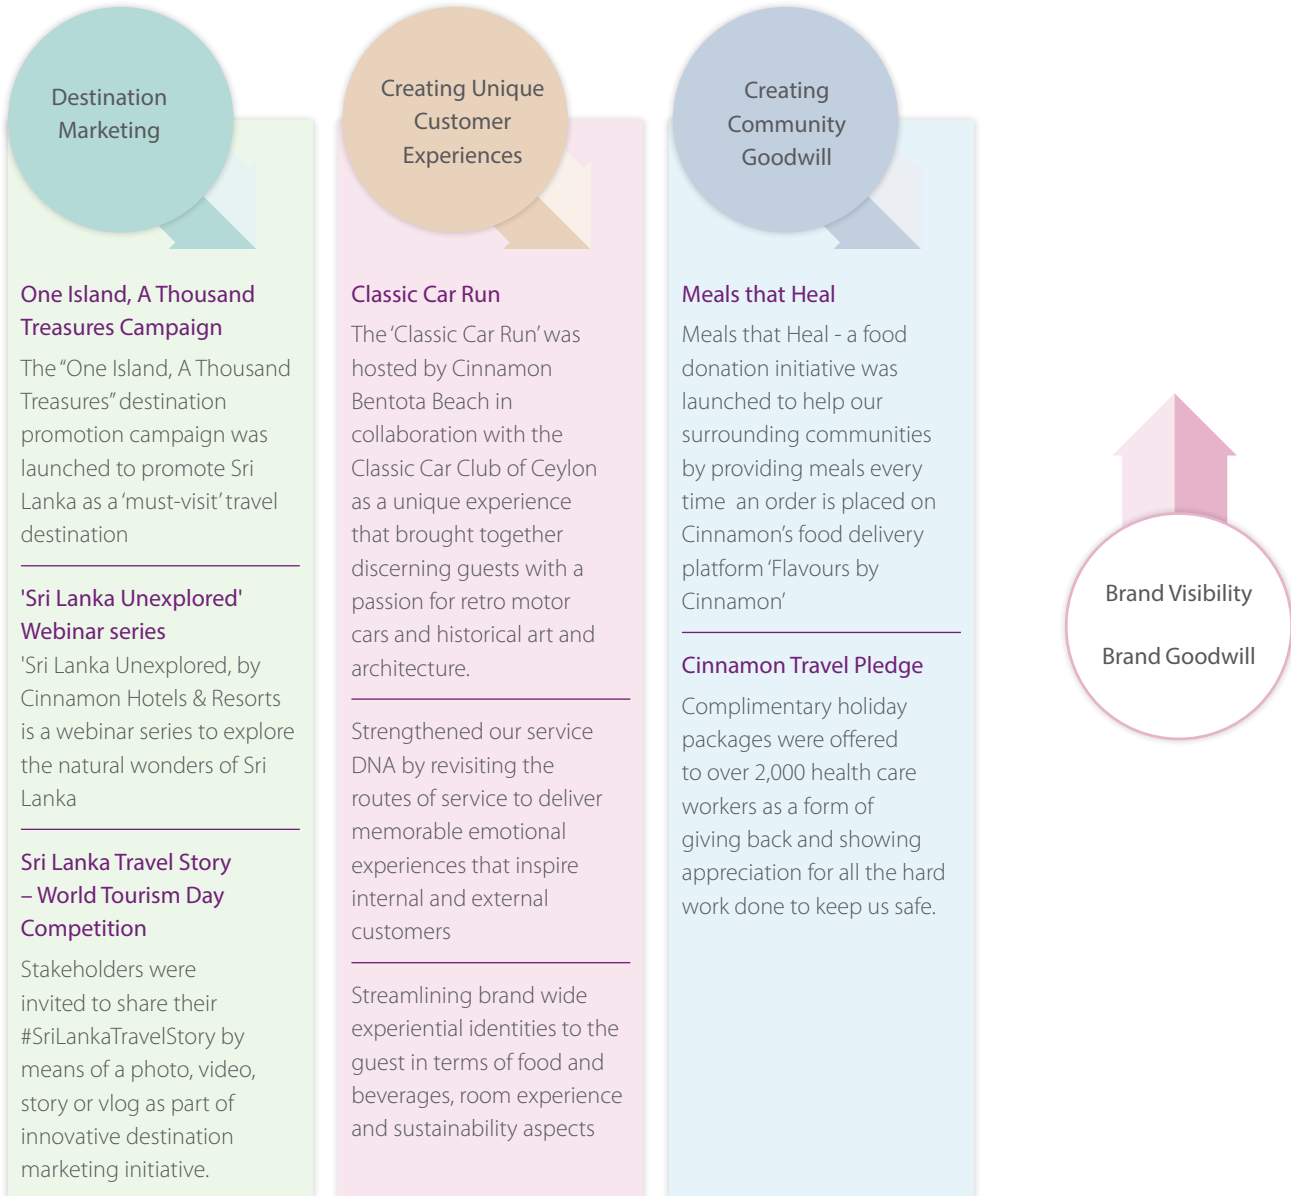 Destination
Marketing
One Island, A Thousand
Treasures Campaign
The “One Island, A Thousand
Treasures” destination
promotion campaign was
launched to promote Sri
Lanka as a ‘must-visit’ travel
destination
'Sri Lanka Unexplored'
Webinar series
'Sri Lanka Unexplored, by
Cinnamon Hotels & Resorts
is a webinar series to explore
the natural wonders of Sri
Lanka
Sri Lanka Travel Story
– World Tourism Day
Competition
Stakeholders were
invited to share their
#SriLankaTravelStory by
means of a photo, video,
story or vlog as part of
innovative destination
marketing initiative.
Creating Unique
Customer
Experiences
Classic Car Run
The ‘Classic Car Run’ was
hosted by Cinnamon
Bentota Beach in
collaboration with the
Classic Car Club of Ceylon
as a unique experience
that brought together
discerning guests with a
passion for retro motor
cars and historical art and
architecture.
Strengthened our service
DNA by revisiting the
routes of service to deliver
memorable emotional
experiences that inspire
internal and external
customers
Streamlining brand wide
experiential identities to the
guest in terms of food and
beverages, room experience
and sustainability aspects
Creating
Community
Goodwill
Meals that Heal
Meals that Heal - a food
donation initiative was
launched to help our
surrounding communities
by providing meals every
time  an order is placed on
Cinnamon’s food delivery
platform ‘Flavours by
Cinnamon’
Cinnamon Travel Pledge
Complimentary holiday
packages were offered
to over 2,000 health care
workers as a form of
giving back and showing
appreciation for all the hard
work done to keep us safe.
Brand Visibility
Brand Goodwill